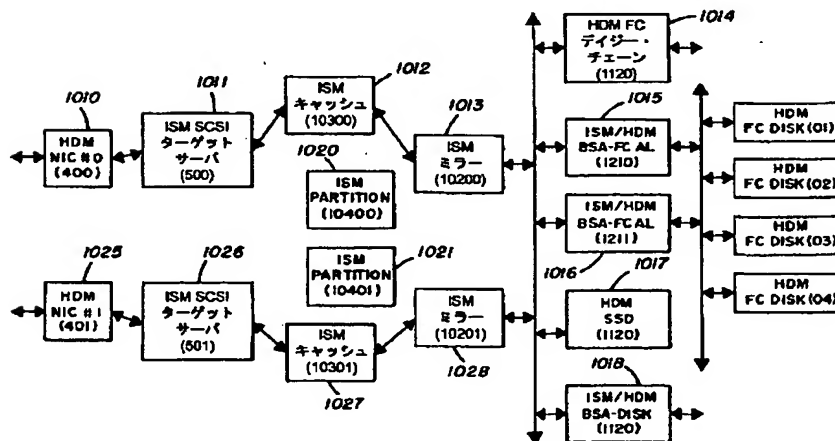 1010
HDM
NIC #0
(400)
1011
ISM SCSI
ターゲット
サーバ
(500)
1012
ISM
キャッシュ
(10300)
1020
ISM
PARTITION
(10400)
1013
ISM
ミラー
(10200)
1014
HDM FC
デイジー・
チェーン
(1120)
1015
ISM/HDM
BSA-FC AL
(1210)
ISM/HDM
BSA-FC AL
(1211)
1016
1017
HDM
SSD
(1120)
1018
ISM/HDM
BSA-DISK
(1120)
HDM
FC DISK(01)
HDM
FC DISK(02)
HDM
FC DISK(03)
HDM
FC DISK(04)
1025
HDM
NIC #1
(401)
1026
ISM SCSI
ターゲット
サーバ
(501)
1021
ISM
PARTITION
(10401)
ISM
キャッシュ
(10301)
1027
ISM
ミラー
(10201)
1028